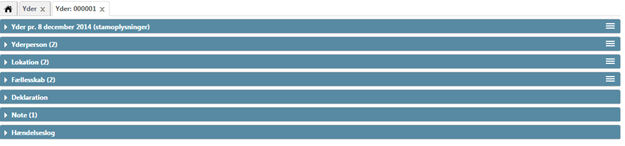 Yder x Yder: 000001 x
Yder pr. 8 december 2014 (stamoplysninger)
Yderperson (2)
Lokation (2)
Fællesskab (2)
Deklaration
Note (1)
Hændelseslog